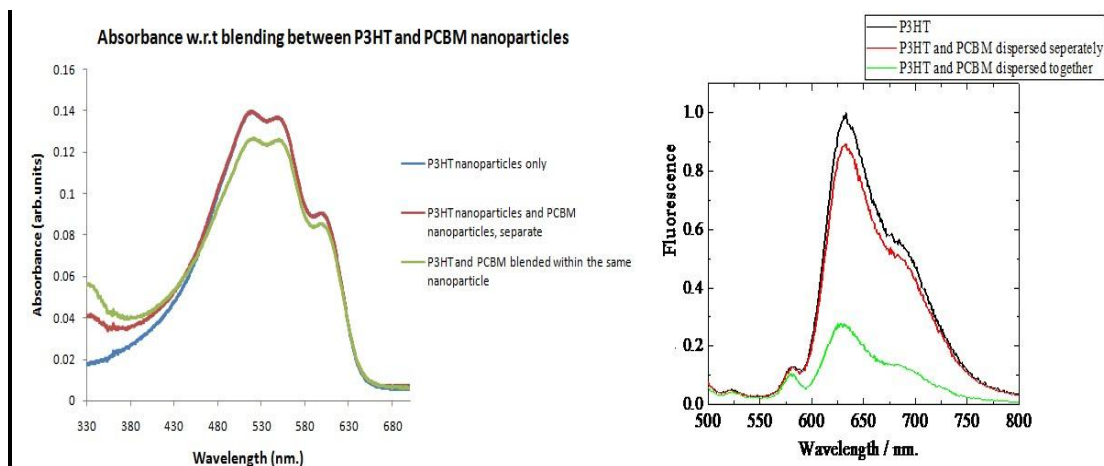 Absorbance w.r.t blending between P3HT and PCBM nanoparticles
0.16
0.14
0.12
0.1
0.08
0.06
0.04
0.02
0
Absorbance (arb.units)
330 380 430 480 530 580 630 680
Wavelength (nm.)
P3HT nanoparticles only
P3HT nanoparticles and PCBM
nanoparticles, separate
P3HT and PCBM blended within the same
nanoparticle
P3HT
P3HT and PCBM dispersed seperately
P3HT and PCBM dispersed together
1.0
0.8
0.6
0.4
0.2
0.0
Fluorescence
500 550 600 650 700 750 800
Wavelength / nm.